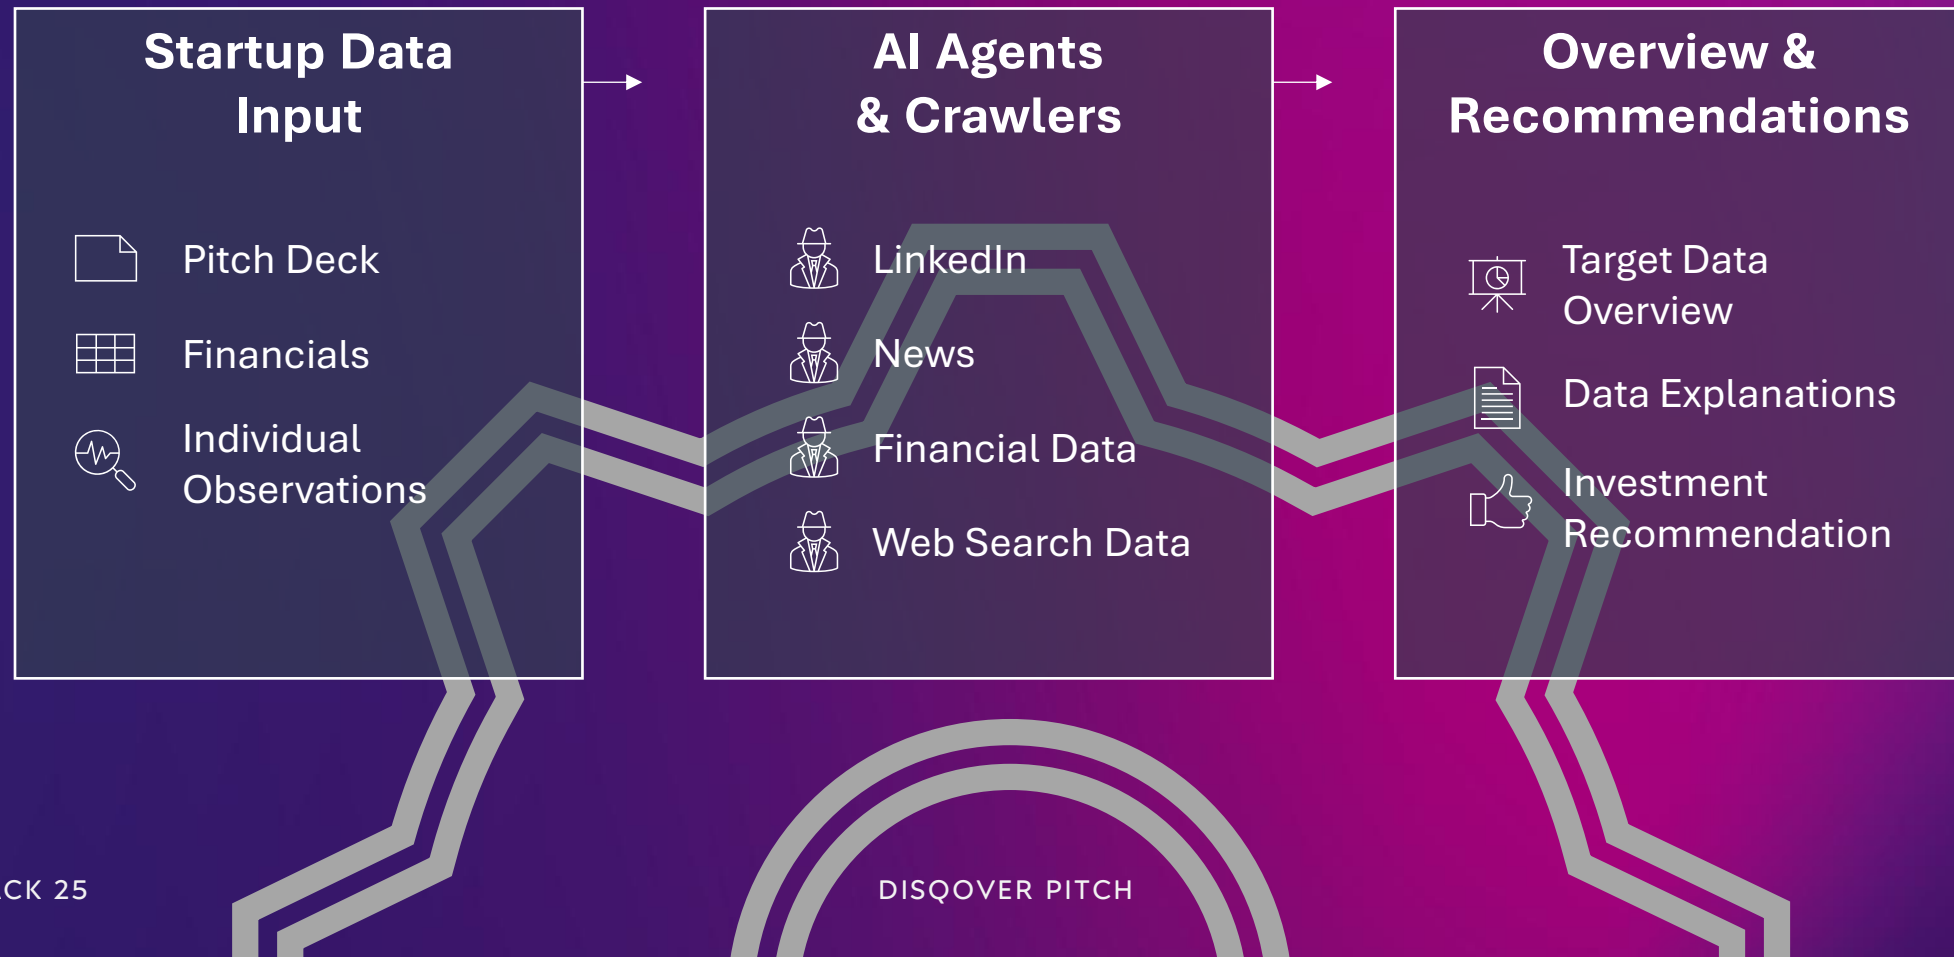 Startup Data
Input
Pitch Deck
Financials
Individual
Observations
AI Agents
& Crawlers
LinkedIn
News
Financial Data
Web Search Data
Overview &
Recommendations
Target Data
Overview
Data Explanations
Investment
Recommendation
CK 25
DISQOVER PITCH